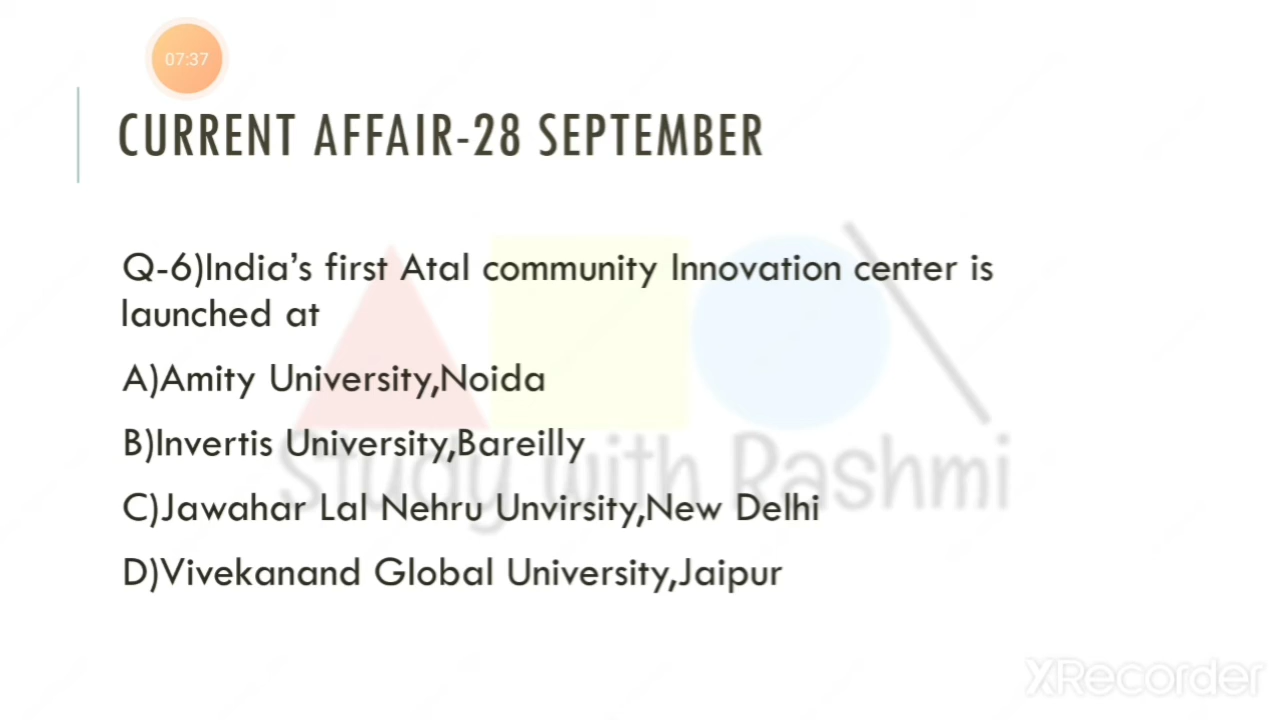 07:37
CURRENT AFFAIR-28 SEPTEMBER
Q-6)India's first Atal community Innovation center is
launched at
A)Amity University,Noida
B)Invertis University,Bareilly
C)Jawahar Lal Nehru Unvirsity,New Delhi
D)Vivekanand Global University,Jaipur
Study with Rashmi
XRecorder